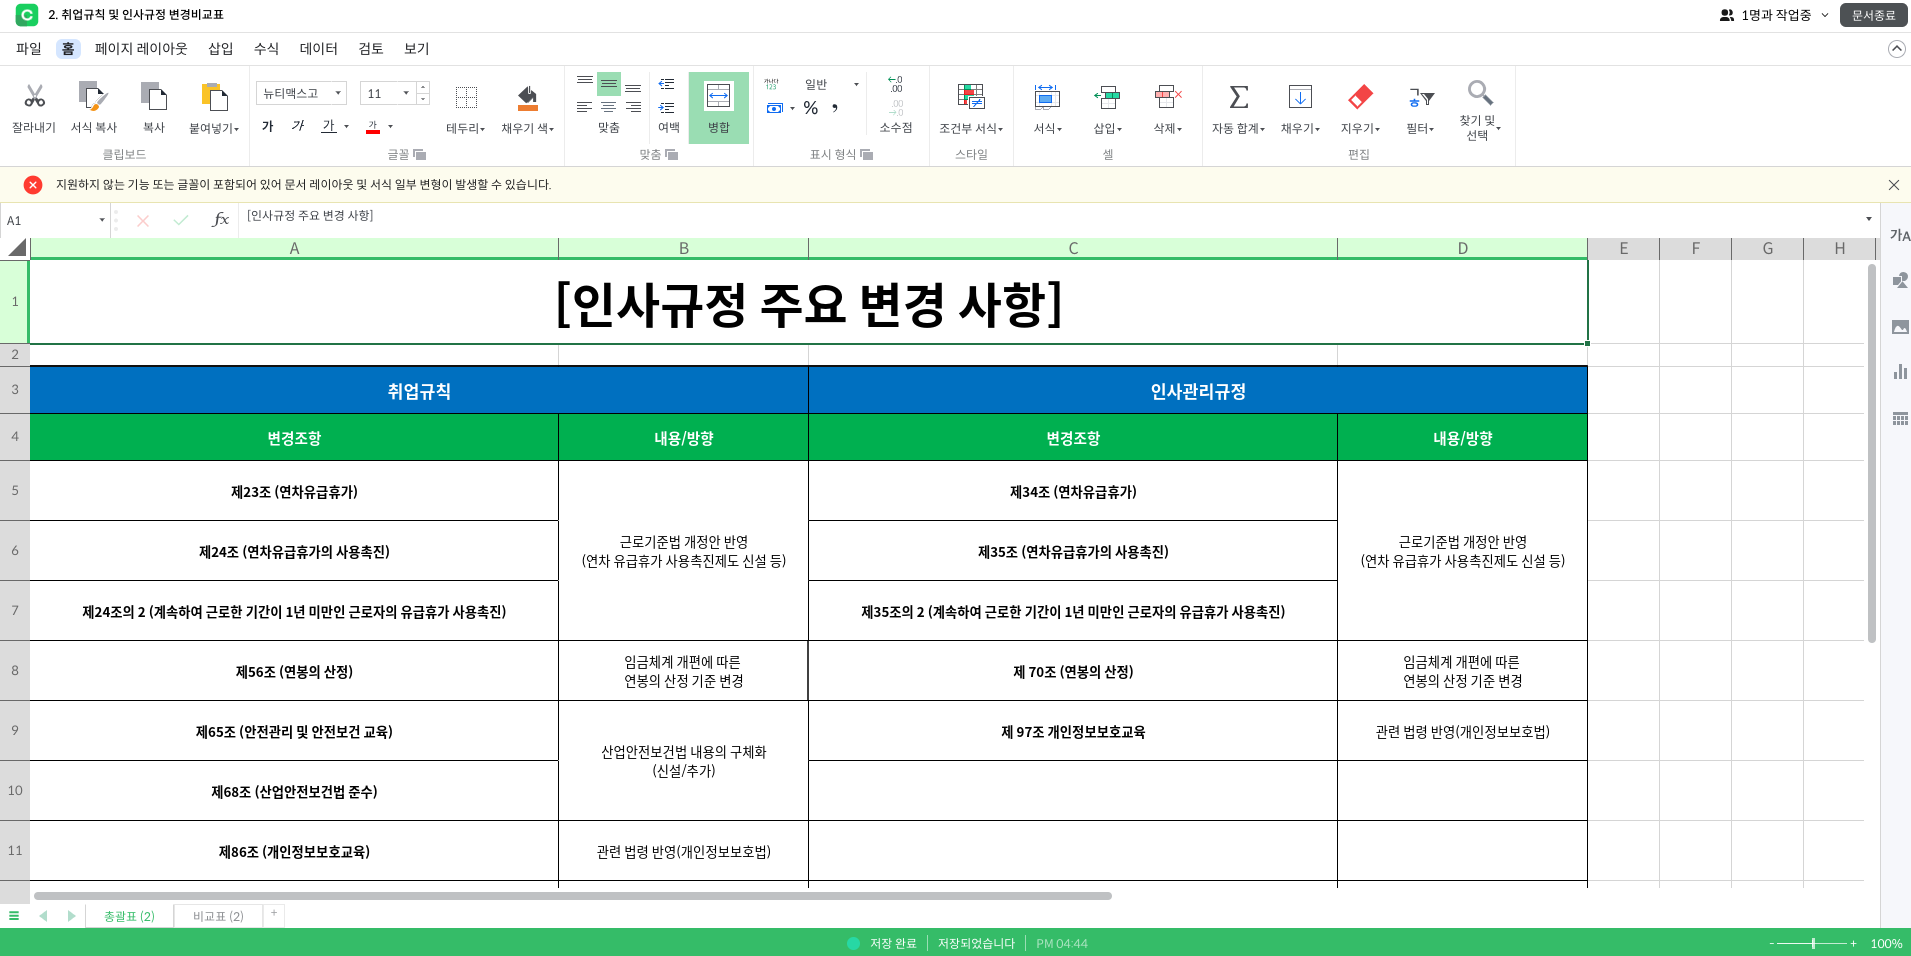 2. 취업규칙 및 인사규정 변경비교표
1명과 작업중
문서종료
파일 홈 페이지 레이아웃 삽입 수식 데이터 검토 보기
잘라내기 서식 복사 복사 붙여넣기
클립보드
뉴티맥스고 11
가 가 가 가
테두리 채우기 색
글꼴
맞춤 여백 병합
맞춤
일반
% ,
소수점
표시 형식
조건부 서식
스타일
서식 삽입 삭제
셀
자동 합계 채우기 지우기 필터 찾기 및 선택
편집
지원하지 않는 기능 또는 글꼴이 포함되어 있어 문서 레이아웃 및 서식 일부 변형이 발생할 수 있습니다.
A1 fx [인사규정 주요 변경 사항]
가A
A B C D E F G H
1 [인사규정 주요 변경 사항]
2
3 취업규칙 인사관리규정
4 변경조항 내용/방향 변경조항 내용/방향
5 제23조 (연차유급휴가) 제34조 (연차유급휴가)
근로기준법 개정안 반영 근로기준법 개정안 반영
6 제24조 (연차유급휴가의 사용촉진) 제35조 (연차유급휴가의 사용촉진)
(연차 유급휴가 사용촉진제도 신설 등) (연차 유급휴가 사용촉진제도 신설 등)
7 제24조의 2 (계속하여 근로한 기간이 1년 미만인 근로자의 유급휴가 사용촉진) 제35조의 2 (계속하여 근로한 기간이 1년 미만인 근로자의 유급휴가 사용촉진)
임금체계 개편에 따른 임금체계 개편에 따른
8 제56조 (연봉의 산정) 제 70조 (연봉의 산정)
연봉의 산정 기준 변경 연봉의 산정 기준 변경
9 제65조 (안전관리 및 안전보건 교육) 제 97조 개인정보보호교육 관련 법령 반영(개인정보보호법)
산업안전보건법 내용의 구체화
(신설/추가)
10 제68조 (산업안전보건법 준수)
11 제86조 (개인정보보호교육) 관련 법령 반영(개인정보보호법)
총괄표 (2) 비교표 (2) +
저장 완료 저장되었습니다 PM 04:44
- + 100%